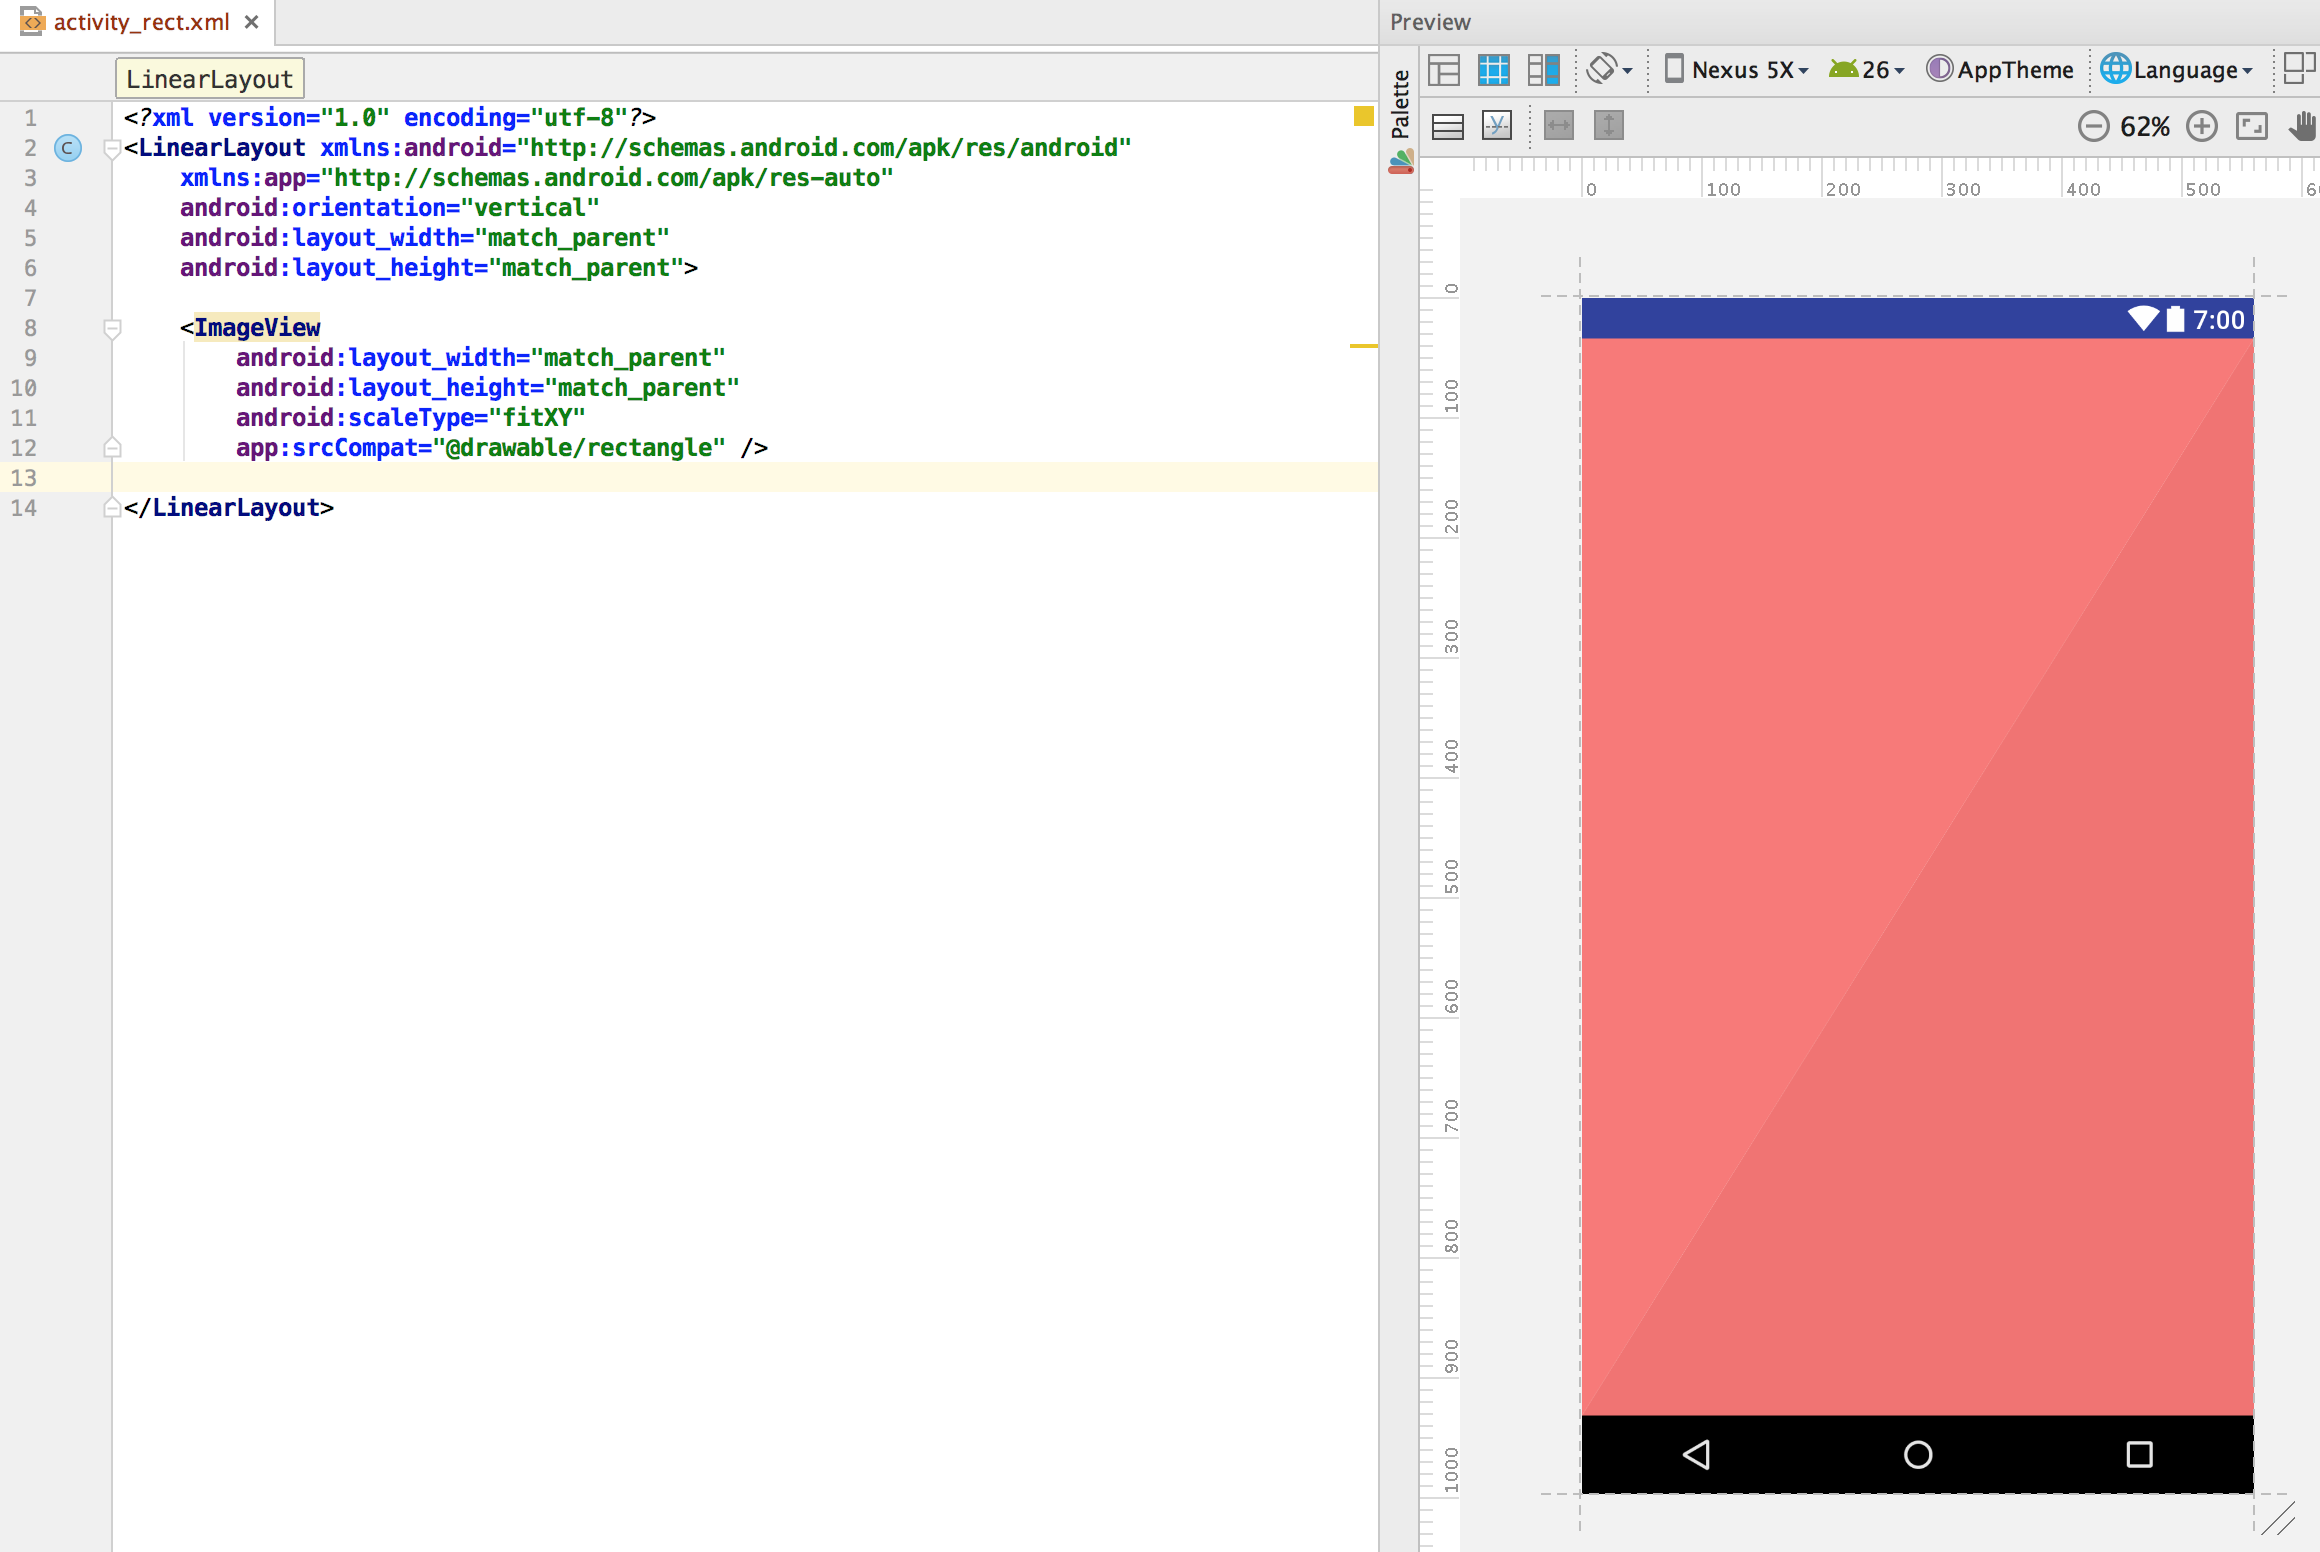 activity_rect.xml
LinearLayout
1 <?xml version="1.0" encoding="utf-8"?>
2 C <LinearLayout xmlns:android="http://schemas.android.com/apk/res/android"
3 xmlns:app="http://schemas.android.com/apk/res-auto"
4 android:orientation="vertical"
5 android:layout_width="match_parent"
6 android:layout_height="match_parent">
7
8 <ImageView
9 android:layout_width="match_parent"
10 android:layout_height="match_parent"
11 android:scaleType="fitXY"
12 app:srcCompat="@drawable/rectangle" />
13
14 </LinearLayout>
Preview
Palette
Nexus 5X 26 AppTheme Language
62%
0 100 200 300 400 500
0
100
200
300
400
500
600
700
800
900
1000
7:00